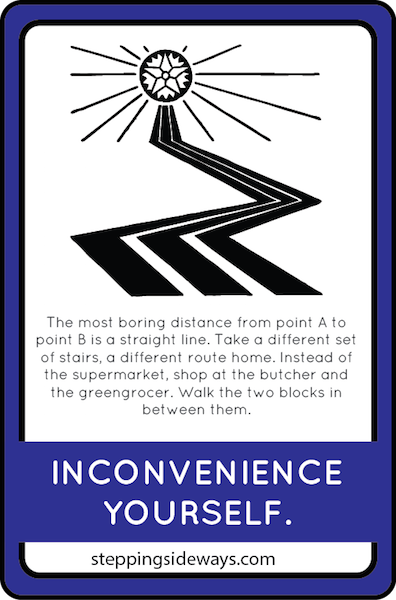 The most boring distance from point A to
point B is a straight line. Take a different set
of stairs, a different route home. Instead of
the supermarket, shop at the butcher and
the greengrocer. Walk the two blocks in
between them.
INCONVENIENCE
YOURSELF.
steppingsideways.com